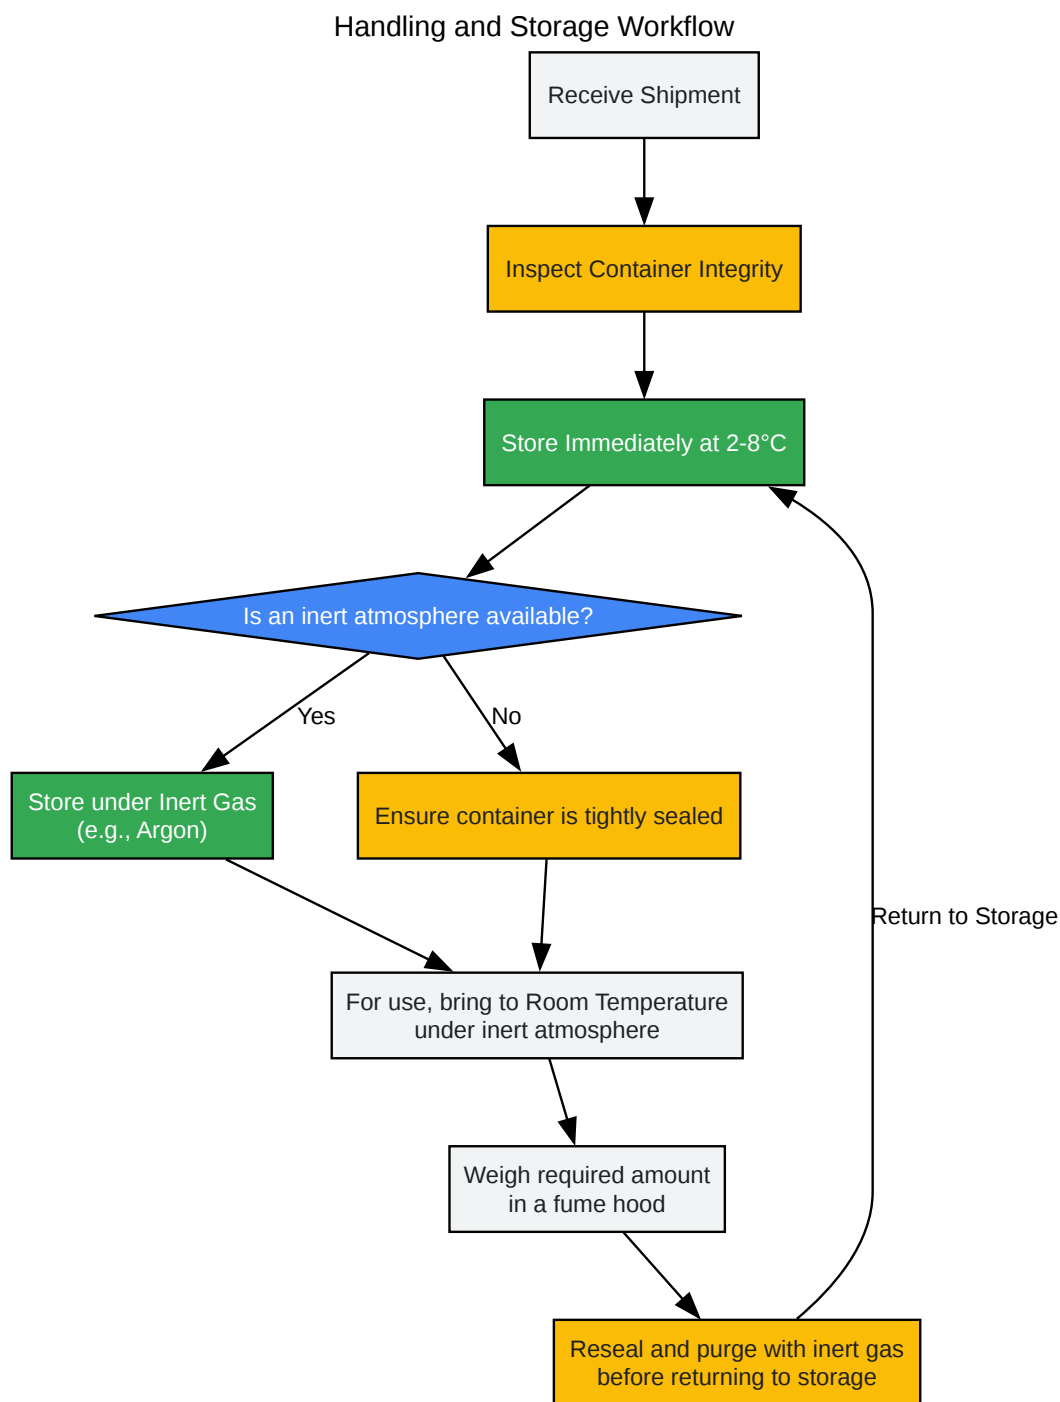 Handling and Storage Workflow
Receive Shipment
Inspect Container Integrity
Store Immediately at 2-8°C
Is an inert atmosphere available?
Yes
No
Store under Inert Gas
(e.g., Argon)
Ensure container is tightly sealed
Return to Storage
For use, bring to Room Temperature
under inert atmosphere
Weigh required amount
in a fume hood
Reseal and purge with inert gas
before returning to storage